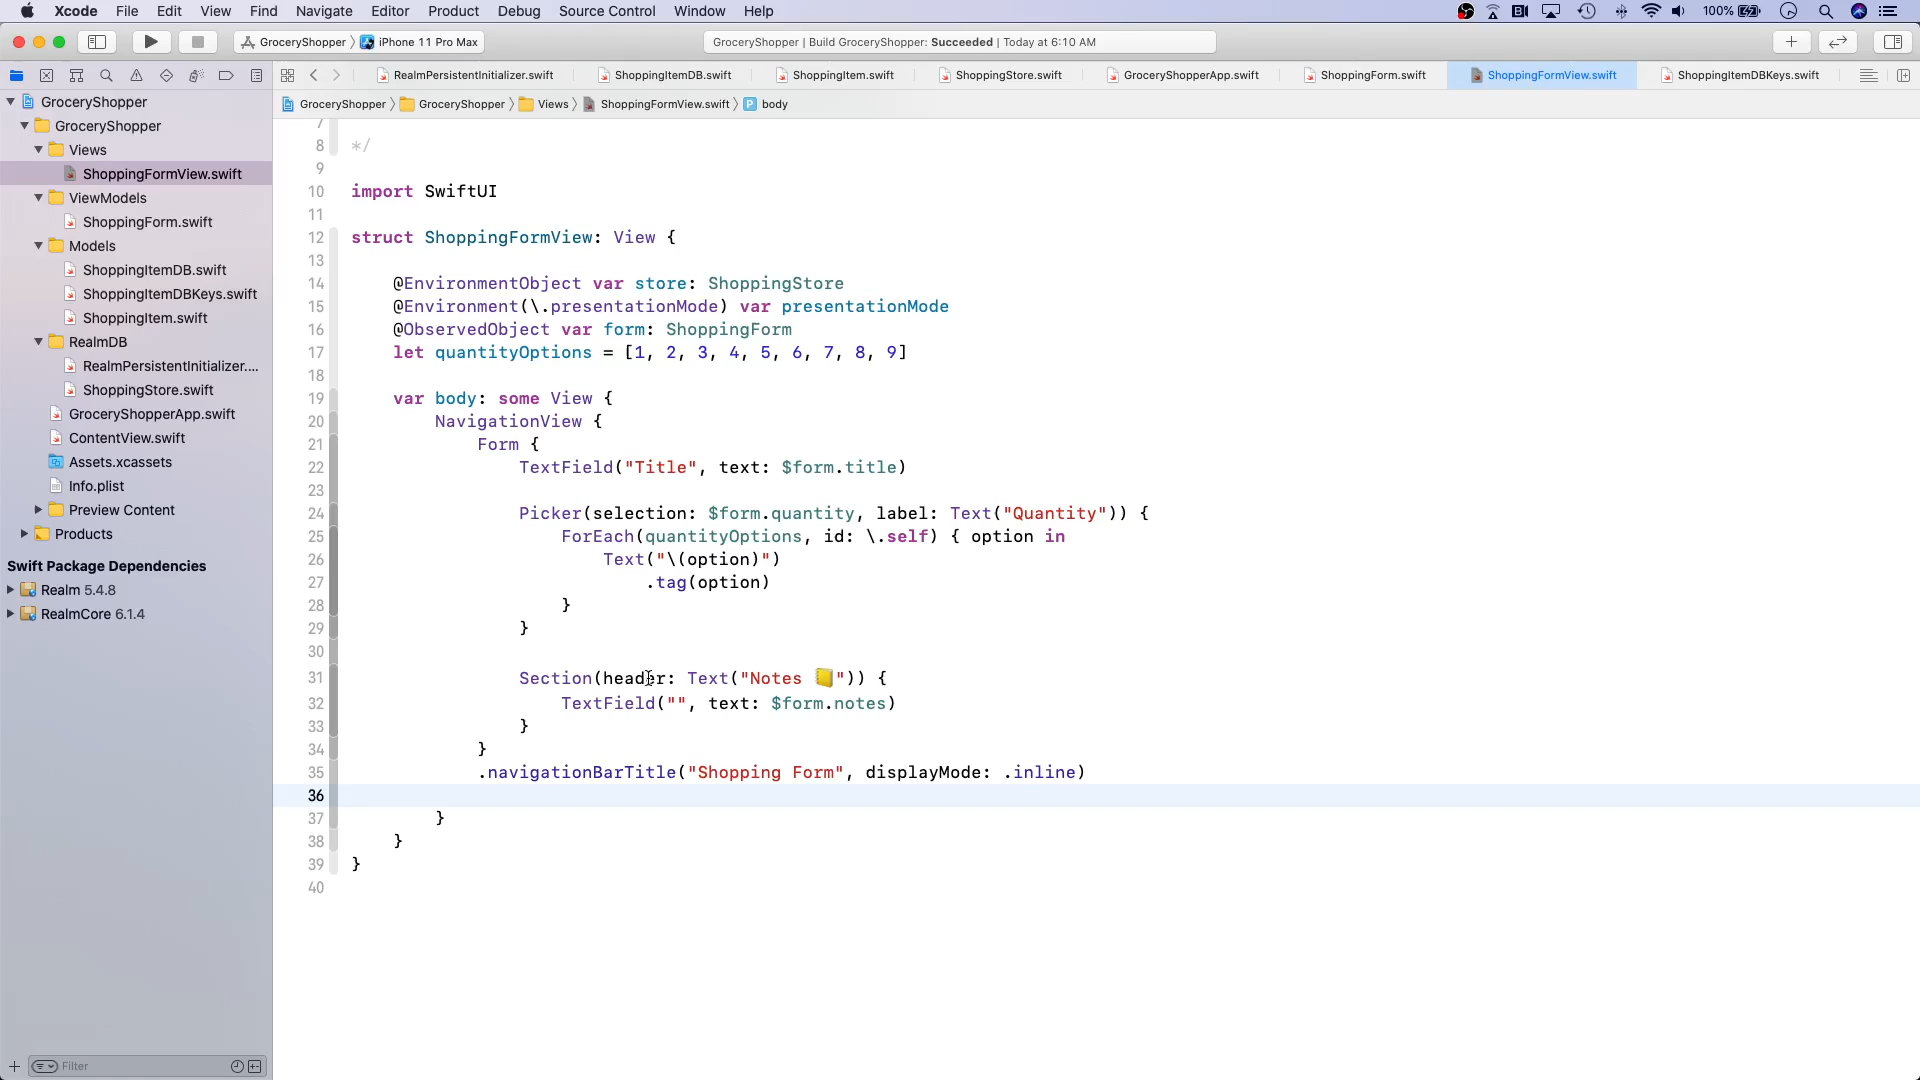 Xcode File Edit View Find Navigate Editor Product Debug Source Control Window Help 100%
GroceryShopper iPhone 11 Pro Max GroceryShopper | Build GroceryShopper: Succeeded | Today at 6:10 AM
RealmPersistentInitializer.swift ShoppingItemDB.swift ShoppingItem.swift ShoppingStore.swift GroceryShopperApp.swift ShoppingForm.swift ShoppingFormView.swift ShoppingItemDBKeys.swift
GroceryShopper GroceryShopper Views ShoppingFormView.swift P body
GroceryShopper
GroceryShopper
Views
ShoppingFormView.swift
ViewModels
ShoppingForm.swift
Models
ShoppingItemDB.swift
ShoppingItemDBKeys.swift
ShoppingItem.swift
RealmDB
RealmPersistentInitializer....
ShoppingStore.swift
GroceryShopperApp.swift
ContentView.swift
Assets.xcassets
Info.plist
Preview Content
Products
Swift Package Dependencies
Realm 5.4.8
RealmCore 6.1.4
Filter
7
8 */
9
10 import SwiftUI
11
12 struct ShoppingFormView: View {
13
14 @EnvironmentObject var store: ShoppingStore
15 @Environment(\.presentationMode) var presentationMode
16 @ObservedObject var form: ShoppingForm
17 let quantityOptions = [1, 2, 3, 4, 5, 6, 7, 8, 9]
18
19 var body: some View {
20 NavigationView {
21 Form {
22 TextField("Title", text: $form.title)
23
24 Picker(selection: $form.quantity, label: Text("Quantity")) {
25 ForEach(quantityOptions, id: \.self) { option in
26 Text("\(option)")
27 .tag(option)
28 }
29 }
30
31 Section(header: Text("Notes 📒")) {
32 TextField("", text: $form.notes)
33 }
34 }
35 .navigationBarTitle("Shopping Form", displayMode: .inline)
36
37 }
38 }
39 }
40